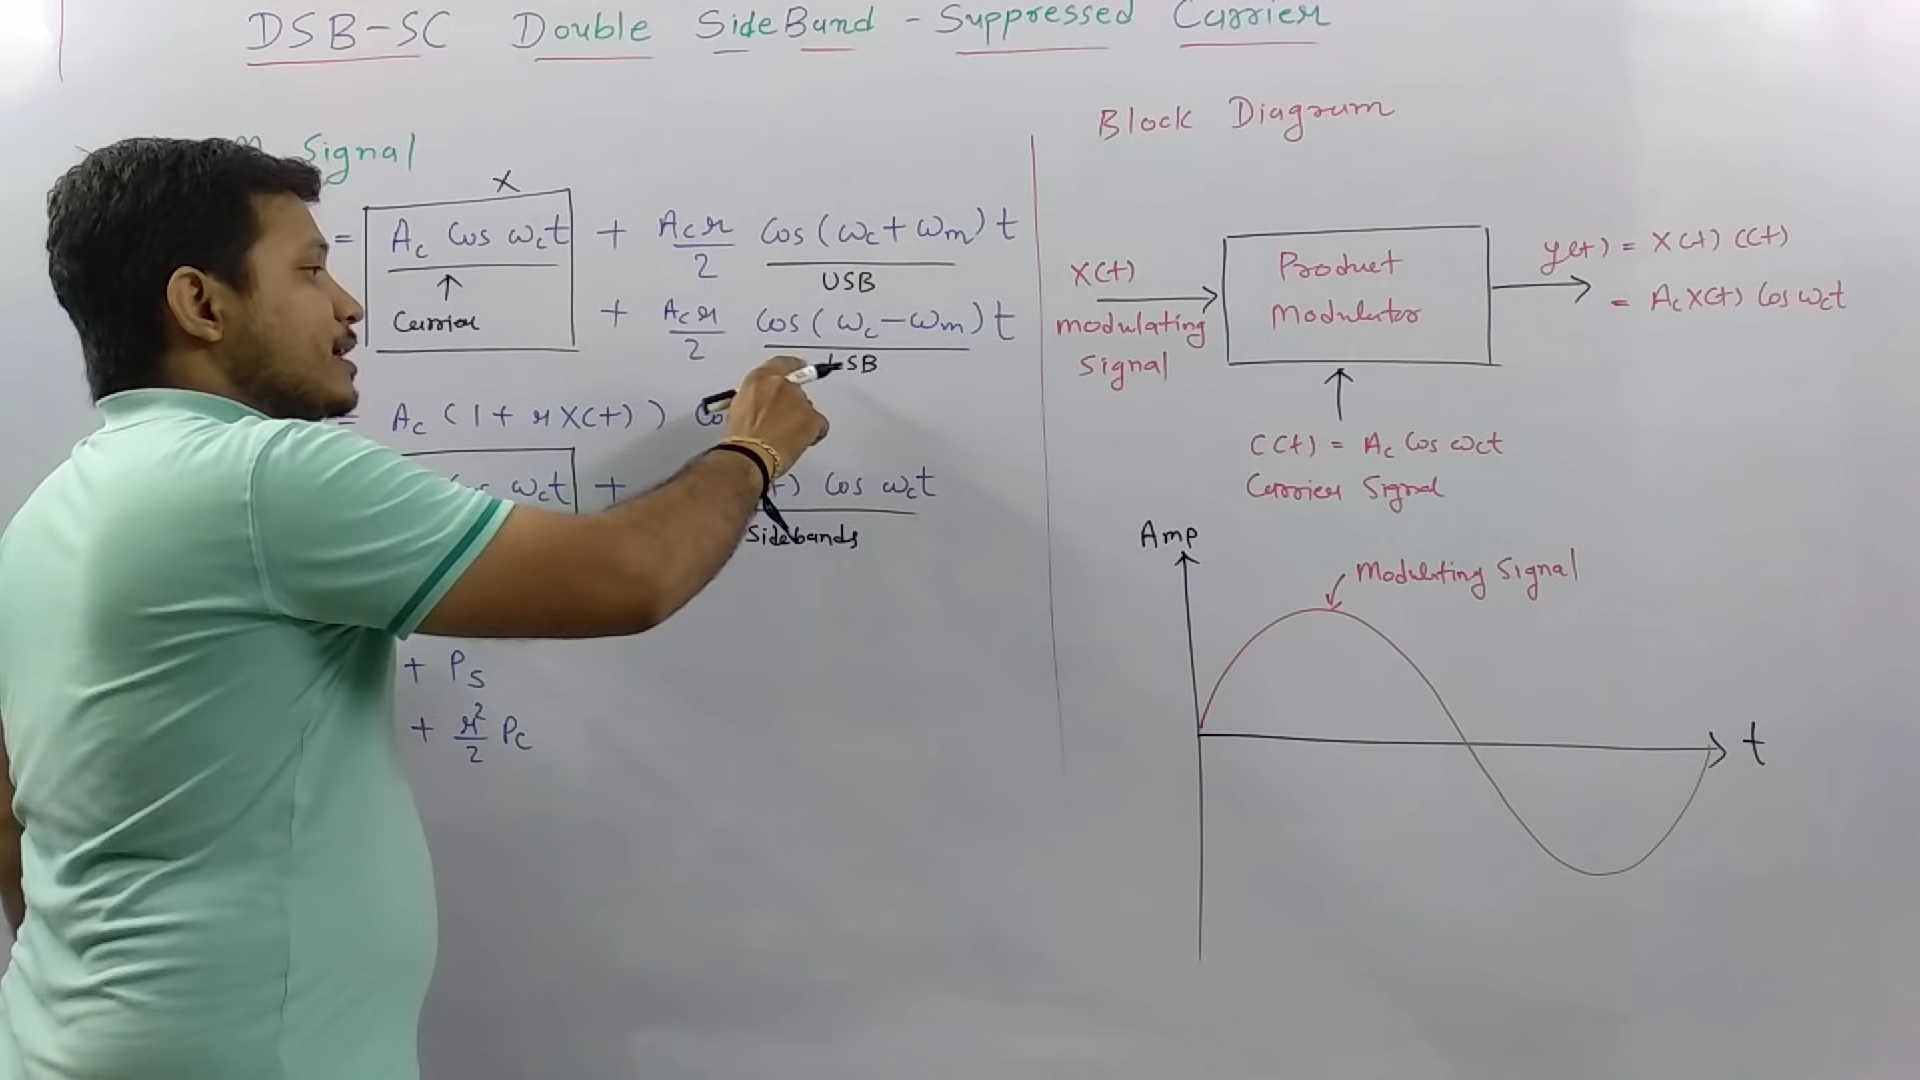 DSB-SC Double SideBand - Suppressed Carrier
Signal
X
= Ac Cos ωct + Acμ/2 Cos(ωc+ωm)t
USB
↑
Carrier
+ Acμ/2 Cos(ωc-ωm)t
LSB
= Ac (1+ μx(t))
ωct + Cos ωct
Sidebands
+ Ps
+ μ²/2 Pc
Block Diagram
x(t)
modulating
Signal
Product
Modulator
y(t) = x(t) c(t)
= Ac x(t) Cos ωct
c(t) = Ac Cos ωct
Carrier Signal
Amp
Modulating Signal
t